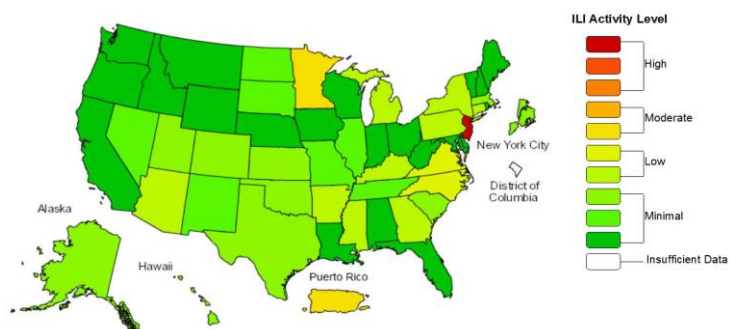 ILI Activity Level
High
Moderate
Low
Minimal
Insufficient Data
New York City
District of
Columbia
Alaska
Hawaii
Puerto Rico